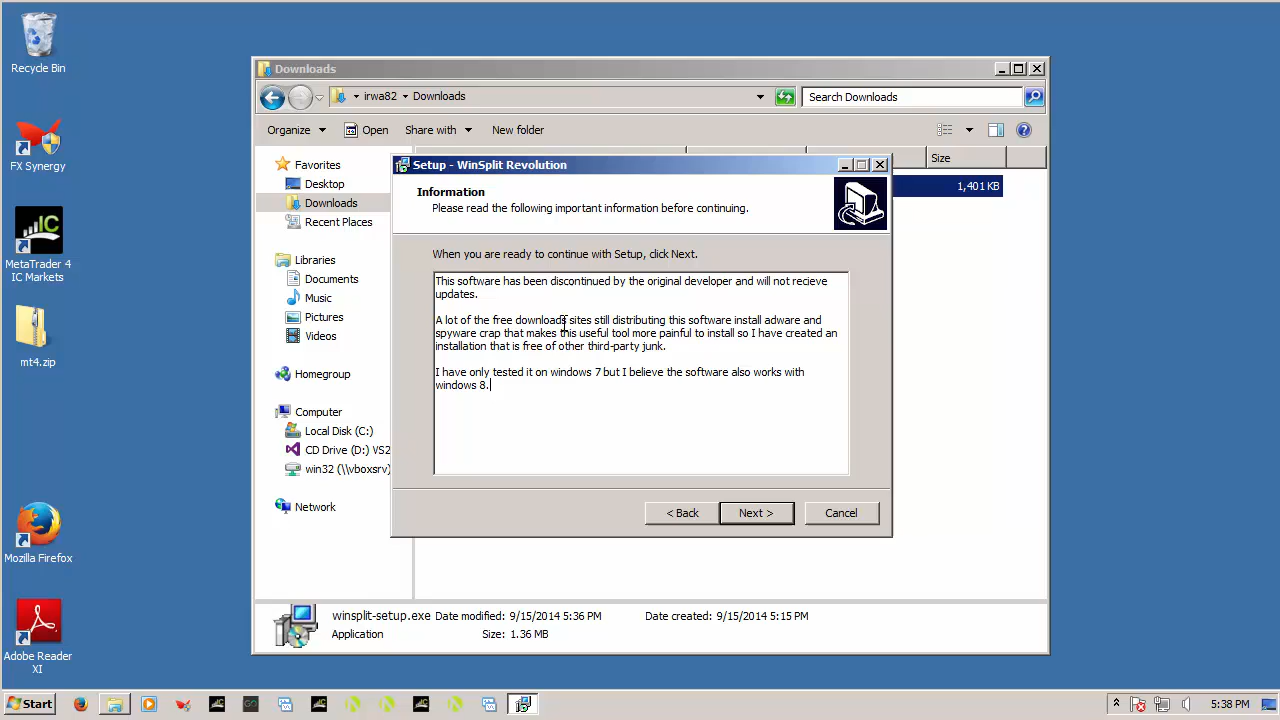 Recycle Bin
FX Synergy
MetaTrader 4
IC Markets
mt4.zip
Mozilla Firefox
Adobe Reader
XI
Downloads
irwa82 Downloads
Search Downloads
Organize Open Share with New folder
Favorites
Desktop
Downloads
Recent Places
Libraries
Documents
Music
Pictures
Videos
Homegroup
Computer
Local Disk (C:)
CD Drive (D:) VS2
win32 (\\vboxsrv)
Network
Size
1,401 KB
Setup - WinSplit Revolution
Information
Please read the following important information before continuing.
When you are ready to continue with Setup, click Next.
This software has been discontinued by the original developer and will not recieve
updates.
A lot of the free downloads sites still distributing this software install adware and
spyware crap that makes this useful tool more painful to install so I have created an
installation that is free of other third-party junk.
I have only tested it on windows 7 but I believe the software also works with
windows 8.
< Back Next > Cancel
winsplit-setup.exe Date modified: 9/15/2014 5:36 PM Date created: 9/15/2014 5:15 PM
Application Size: 1.36 MB
Start 5:38 PM